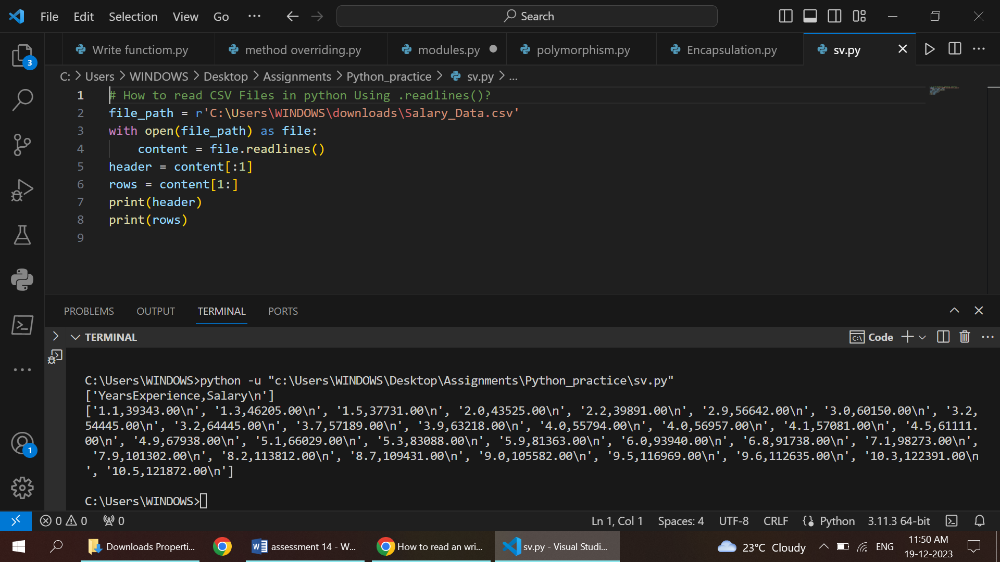 File Edit Selection View Go ··· Search
Write functiom.py method overriding.py modules.py polymorphism.py Encapsulation.py sv.py
3
C: > Users > WINDOWS > Desktop > Assignments > Python_practice > sv.py > ...
1 # How to read CSV Files in python Using .readlines()?
2 file_path = r'C:\Users\WINDOWS\downloads\Salary_Data.csv'
3 with open(file_path) as file:
4 content = file.readlines()
5 header = content[:1]
6 rows = content[1:]
7 print(header)
8 print(rows)
9
PROBLEMS OUTPUT TERMINAL PORTS
TERMINAL Code
C:\Users\WINDOWS>python -u "c:\Users\WINDOWS\Desktop\Assignments\Python_practice\sv.py"
['YearsExperience,Salary\n']
['1.1,39343.00\n', '1.3,46205.00\n', '1.5,37731.00\n', '2.0,43525.00\n', '2.2,39891.00\n', '2.9,56642.00\n', '3.0,60150.00\n', '3.2,
54445.00\n', '3.2,64445.00\n', '3.7,57189.00\n', '3.9,63218.00\n', '4.0,55794.00\n', '4.0,56957.00\n', '4.1,57081.00\n', '4.5,61111.
00\n', '4.9,67938.00\n', '5.1,66029.00\n', '5.3,83088.00\n', '5.9,81363.00\n', '6.0,93940.00\n', '6.8,91738.00\n', '7.1,98273.00\n',
'7.9,101302.00\n', '8.2,113812.00\n', '8.7,109431.00\n', '9.0,105582.00\n', '9.5,116969.00\n', '9.6,112635.00\n', '10.3,122391.00\n
', '10.5,121872.00\n']
1
C:\Users\WINDOWS>
0 0 0 Ln 1, Col 1 Spaces: 4 UTF-8 CRLF Python 3.11.3 64-bit
Downloads Properti... assessment 14 - W... How to read an wri... sv.py - Visual Studi... 23°C Cloudy ENG 11:50 AM
19-12-2023